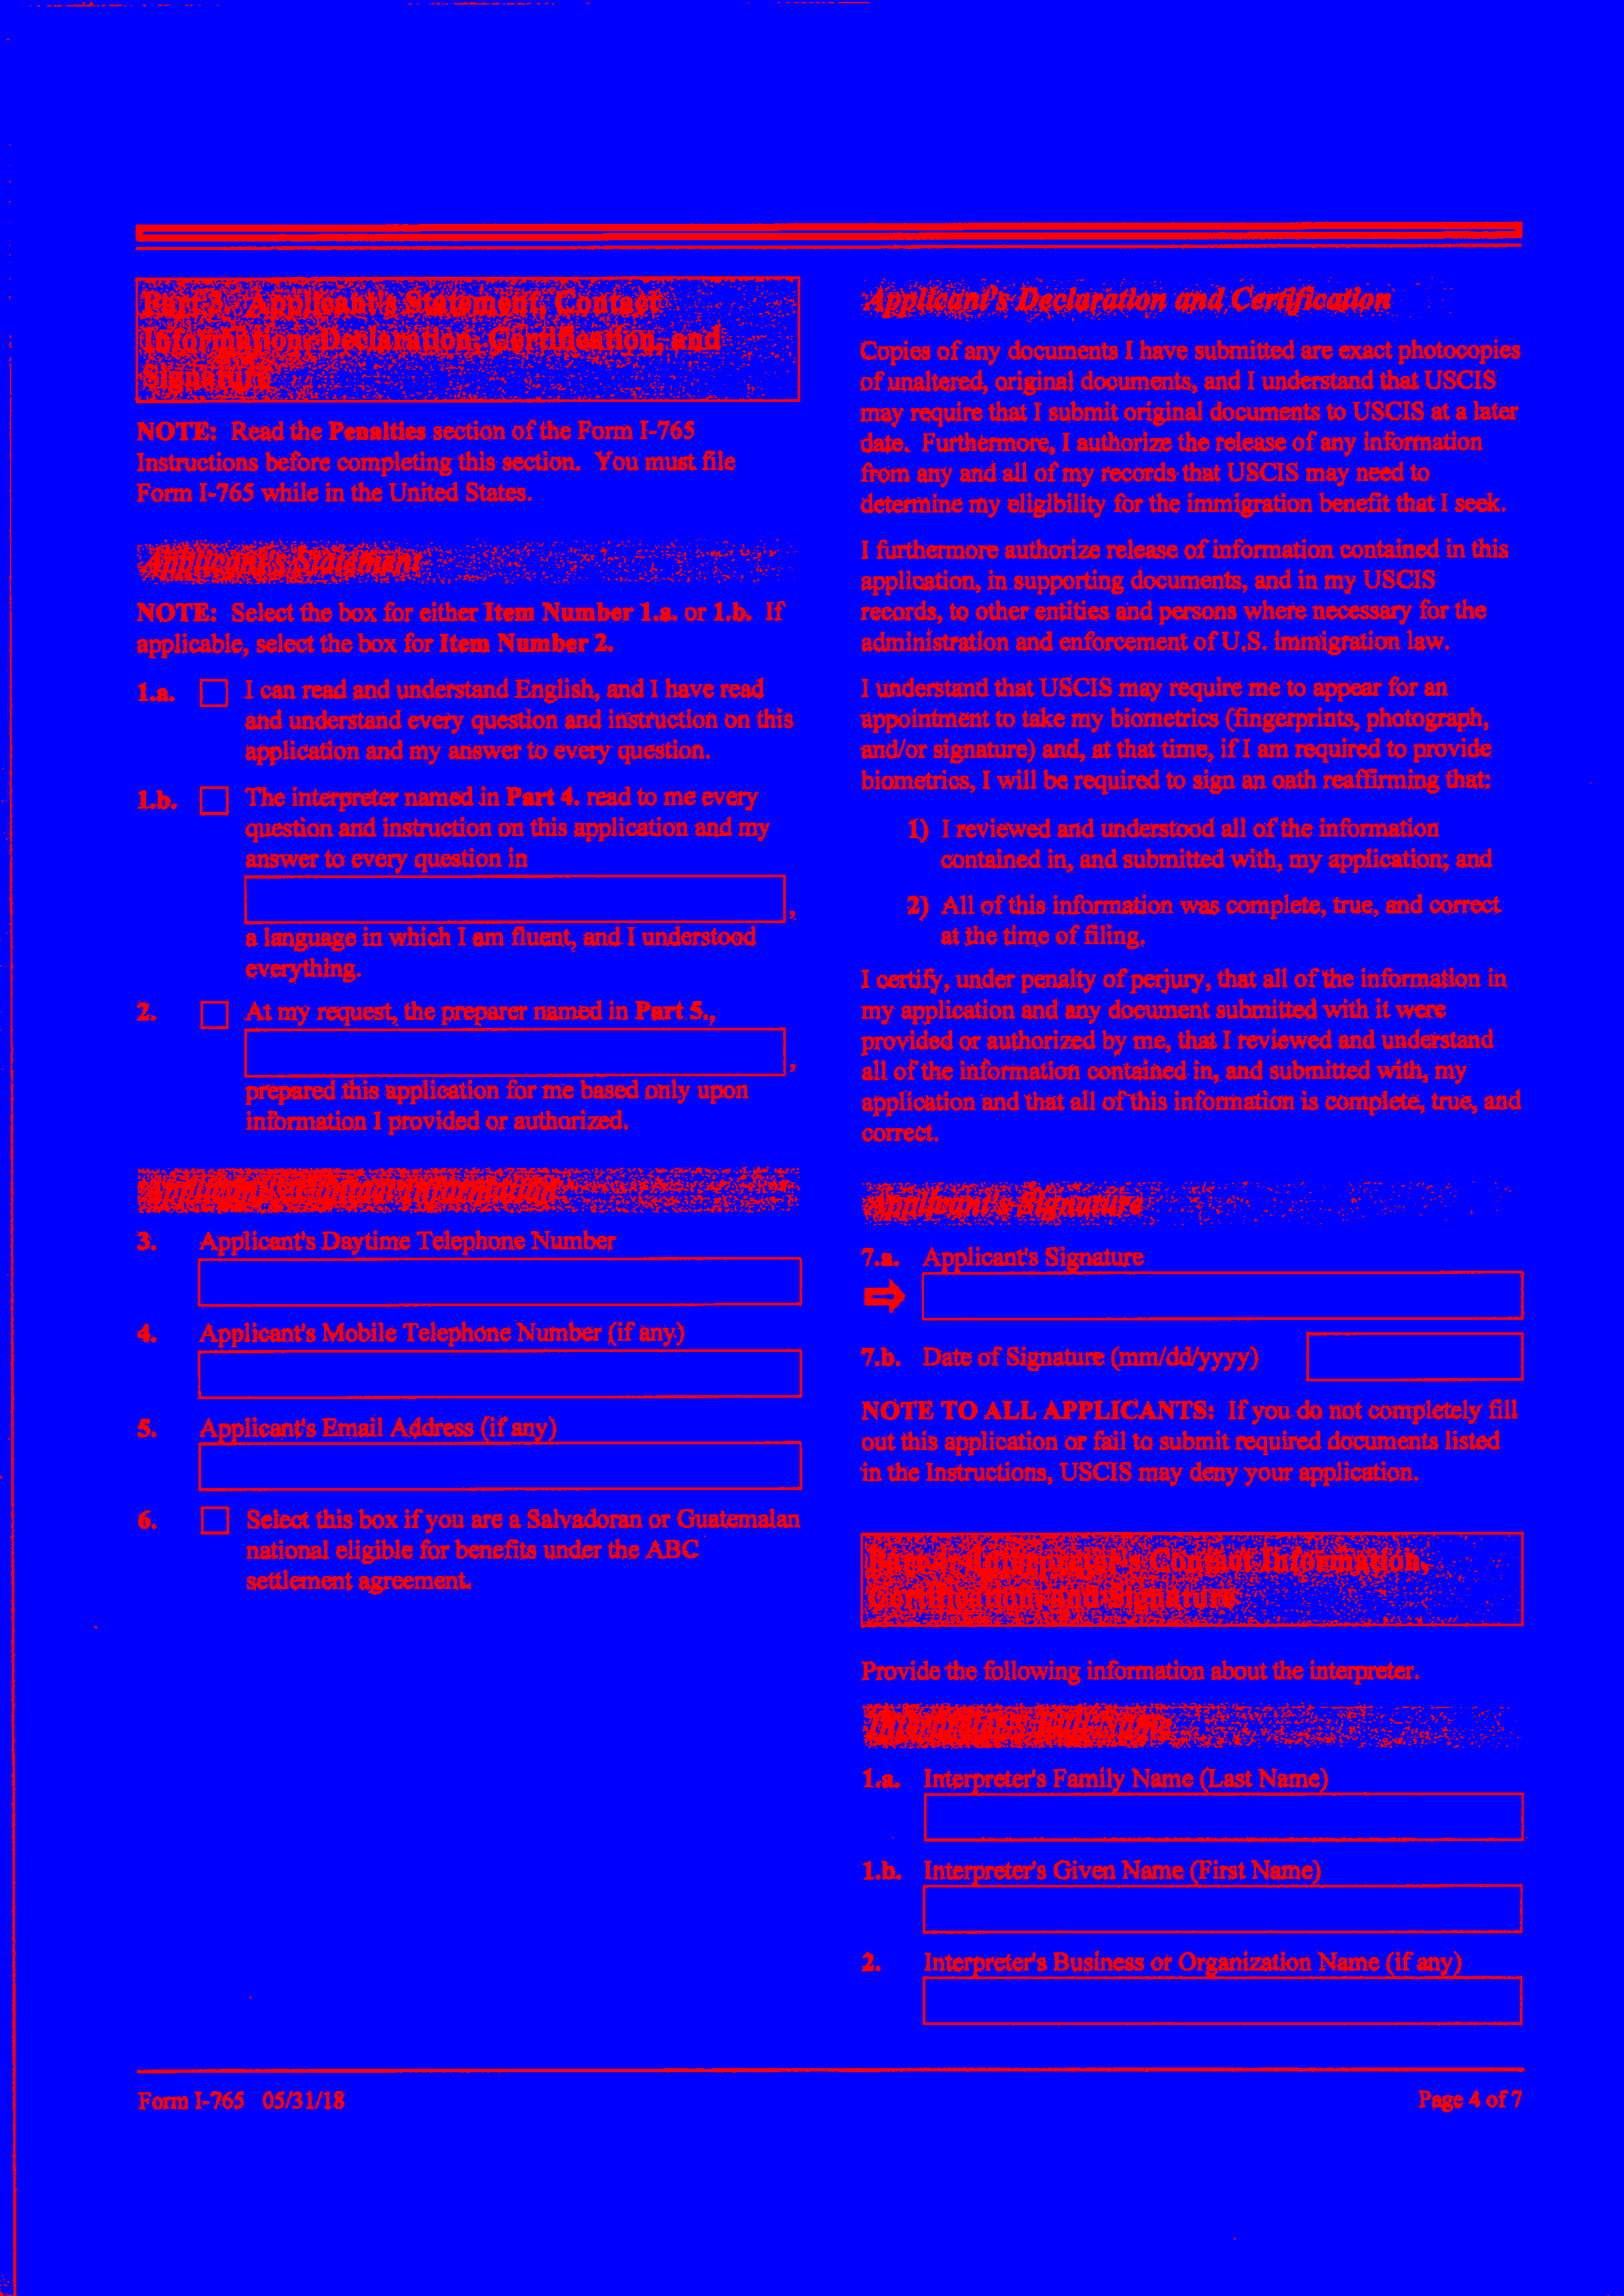 Part 3. Applicant's Statement, Contact
Information, Declaration, Certification, and
Signature
NOTE: Read the Penalties section of the Form I-765
Instructions before completing this section. You must file
Form I-765 while in the United States.
Applicant's Statement
NOTE: Select the box for either Item Number 1.a. or 1.b. If
applicable, select the box for Item Number 2.
1.a. I can read and understand English, and I have read
and understand every question and instruction on this
application and my answer to every question.
1.b. The interpreter named in Part 4. read to me every
question and instruction on this application and my
answer to every question in
,
a language in which I am fluent, and I understood
everything.
2. At my request, the preparer named in Part 5.,
,
prepared this application for me based only upon
information I provided or authorized.
Applicant's Contact Information
3. Applicant's Daytime Telephone Number
4. Applicant's Mobile Telephone Number (if any)
5. Applicant's Email Address (if any)
6. Select this box if you are a Salvadoran or Guatemalan
national eligible for benefits under the ABC
settlement agreement.
Applicant's Declaration and Certification
Copies of any documents I have submitted are exact photocopies
of unaltered, original documents, and I understand that USCIS
may require that I submit original documents to USCIS at a later
date. Furthermore, I authorize the release of any information
from any and all of my records that USCIS may need to
determine my eligibility for the immigration benefit that I seek.
I furthermore authorize release of information contained in this
application, in supporting documents, and in my USCIS
records, to other entities and persons where necessary for the
administration and enforcement of U.S. immigration law.
I understand that USCIS may require me to appear for an
appointment to take my biometrics (fingerprints, photograph,
and/or signature) and, at that time, if I am required to provide
biometrics, I will be required to sign an oath reaffirming that:
1) I reviewed and understood all of the information
contained in, and submitted with, my application; and
2) All of this information was complete, true, and correct
at the time of filing.
I certify, under penalty of perjury, that all of the information in
my application and any document submitted with it were
provided or authorized by me, that I reviewed and understand
all of the information contained in, and submitted with, my
application and that all of this information is complete, true, and
correct.
Applicant's Signature
7.a. Applicant's Signature
7.b. Date of Signature (mm/dd/yyyy)
NOTE TO ALL APPLICANTS: If you do not completely fill
out this application or fail to submit required documents listed
in the Instructions, USCIS may deny your application.
Part 4. Interpreter's Contact Information,
Certification, and Signature
Provide the following information about the interpreter.
Interpreter's Full Name
1.a. Interpreter's Family Name (Last Name)
1.b. Interpreter's Given Name (First Name)
2. Interpreter's Business or Organization Name (if any)
Form I-765 05/31/18
Page 4 of 7